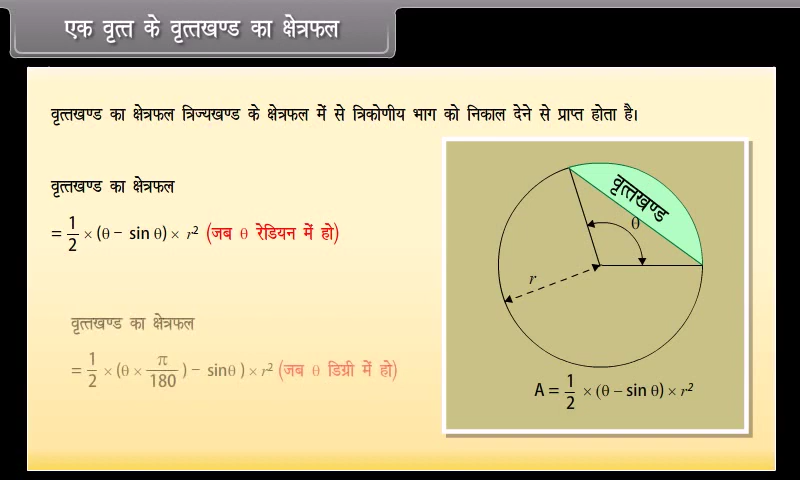 एक वृत्त के वृत्तखण्ड का क्षेत्रफल
वृत्तखण्ड का क्षेत्रफल त्रिज्यखण्ड के क्षेत्रफल में से त्रिकोणीय भाग को निकाल देने से प्राप्त होता है।
वृत्तखण्ड का क्षेत्रफल
= 1/2 × (θ − sin θ) × r² (जब θ रेडियन में हो)
वृत्तखण्ड का क्षेत्रफल
= 1/2 × (θ × π/180) − sinθ) × r² (जब θ डिग्री में हो)
वृत्तखण्ड
θ
r
A = 1/2 × (θ − sin θ) × r²